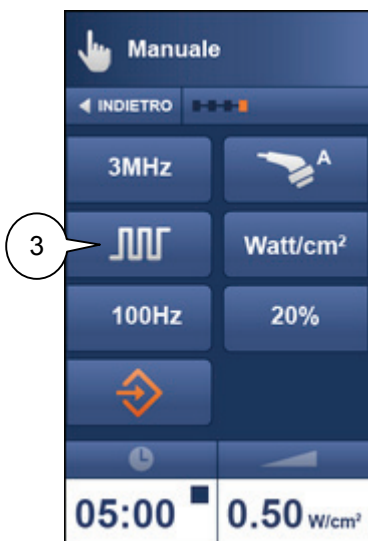 Manuale
INDIETRO
3MHz
A
3
Watt/cm²
100Hz
20%
05:00
0.50 W/cm²